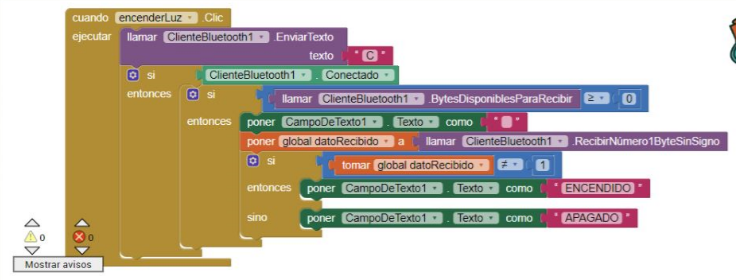 cuando encenderLuz .Clic
ejecutar llamar ClienteBluetooth1 .EnviarTexto
texto " C "
si ClienteBluetooth1 . Conectado
entonces si llamar ClienteBluetooth1 .BytesDisponiblesParaRecibir ≥ 0
entonces poner CampoDeTexto1 . Texto como " "
poner global datoRecibido a llamar ClienteBluetooth1 .RecibirNúmero1ByteSinSigno
si tomar global datoRecibido ≠ 1
entonces poner CampoDeTexto1 . Texto como " ENCENDIDO "
sino poner CampoDeTexto1 . Texto como " APAGADO "
0 0
Mostrar avisos